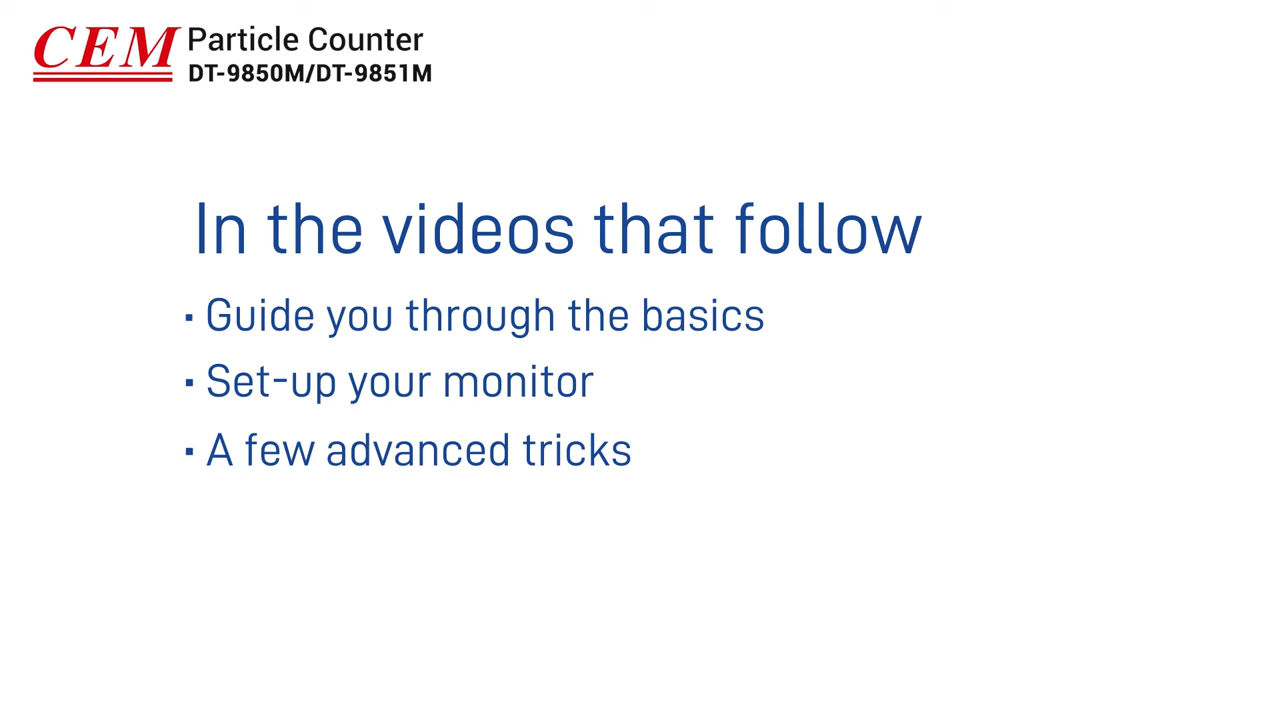 CEM Particle Counter
DT-9850M/DT-9851M
In the videos that follow
· Guide you through the basics
· Set-up your monitor
· A few advanced tricks